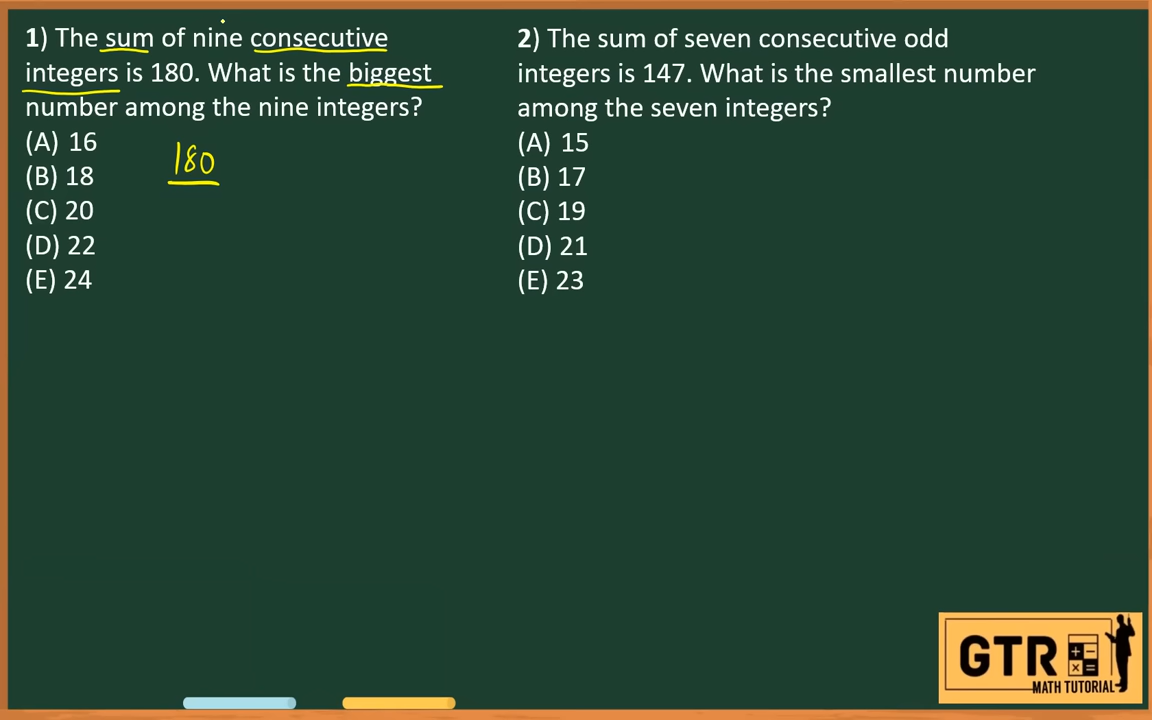 1) The sum of nine consecutive
integers is 180. What is the biggest
number among the nine integers?
(A) 16
(B) 18
(C) 20
(D) 22
(E) 24
180
2) The sum of seven consecutive odd
integers is 147. What is the smallest number
among the seven integers?
(A) 15
(B) 17
(C) 19
(D) 21
(E) 23
GTR
MATH TUTORIAL